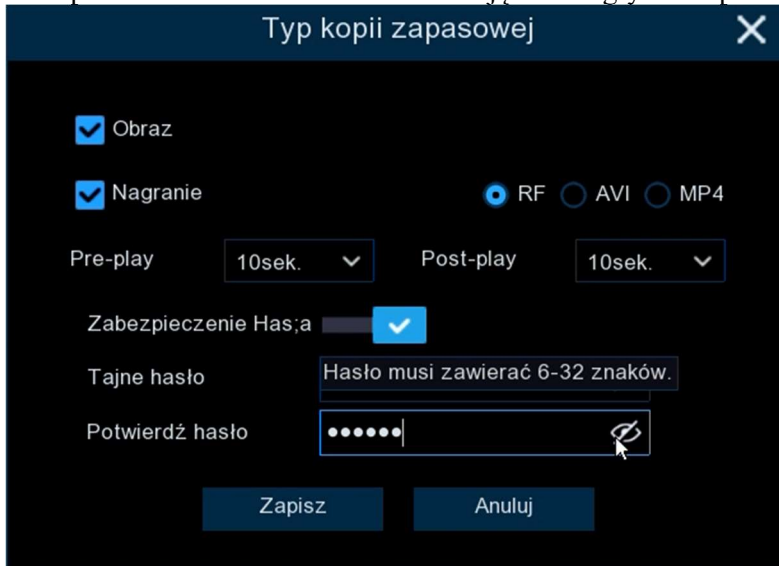 Typ kopii zapasowej
Obraz
Nagranie RF AVI MP4
Pre-play 10sek. Post-play 10sek.
Zabezpieczenie Has;a
Tajne hasło Hasło musi zawierać 6-32 znaków.
Potwierdź hasło ••••••
Zapisz Anuluj